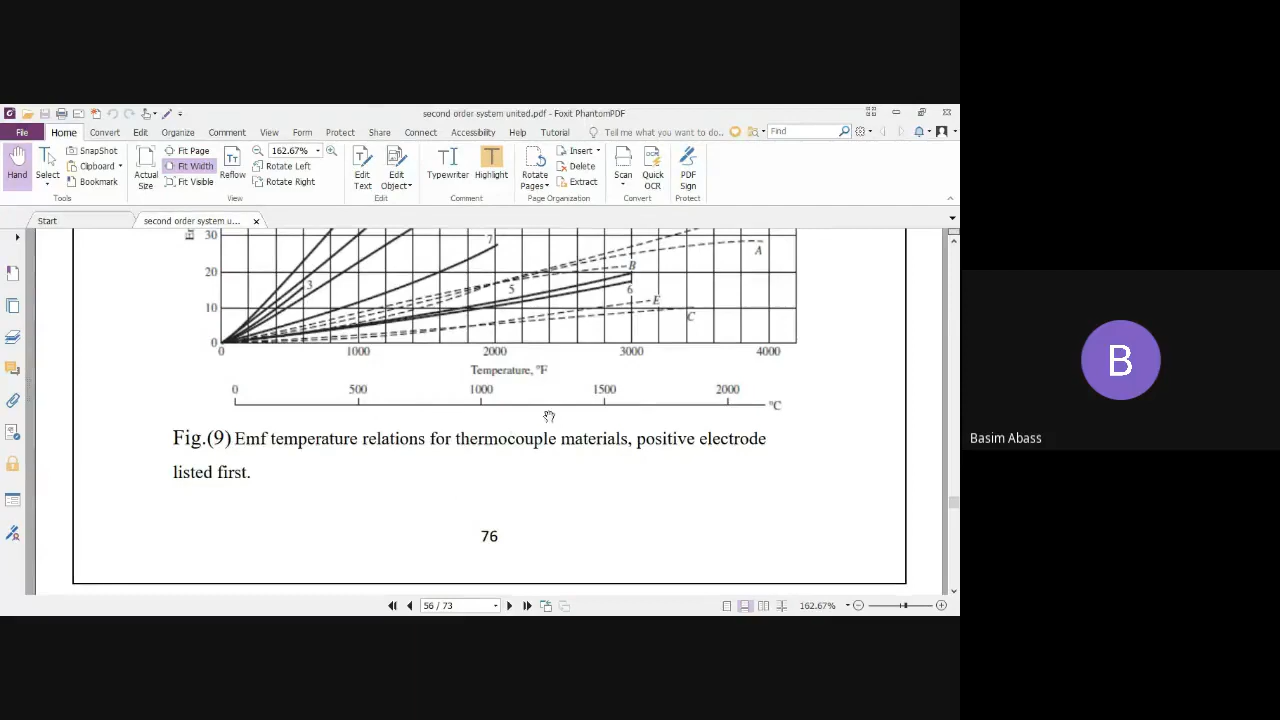 second order system united.pdf - Foxit PhantomPDF
File Home Convert Edit Organize Comment View Form Protect Share Connect Accessibility Help Tutorial Tell me what you want to do.. Find
Hand
Select
SnapShot
Clipboard
Bookmark
Tools
Actual Size
Fit Page
Fit Width
Fit Visible
Reflow
162.67%
Rotate Left
Rotate Right
View
Edit Text
Edit Object
Edit
Typewriter
Highlight
Comment
Rotate Pages
Insert
Delete
Extract
Page Organization
Scan
Quick OCR
Convert
PDF Sign
Protect
Start
second order system u...
30
20
10
0
3
7
5
6
A
B
E
C
0 1000 2000 3000 4000
Temperature, °F
0 500 1000 1500 2000
°C
Fig.(9) Emf temperature relations for thermocouple materials, positive electrode
listed first.
76
56 / 73
162.67%
B
Basim Abass